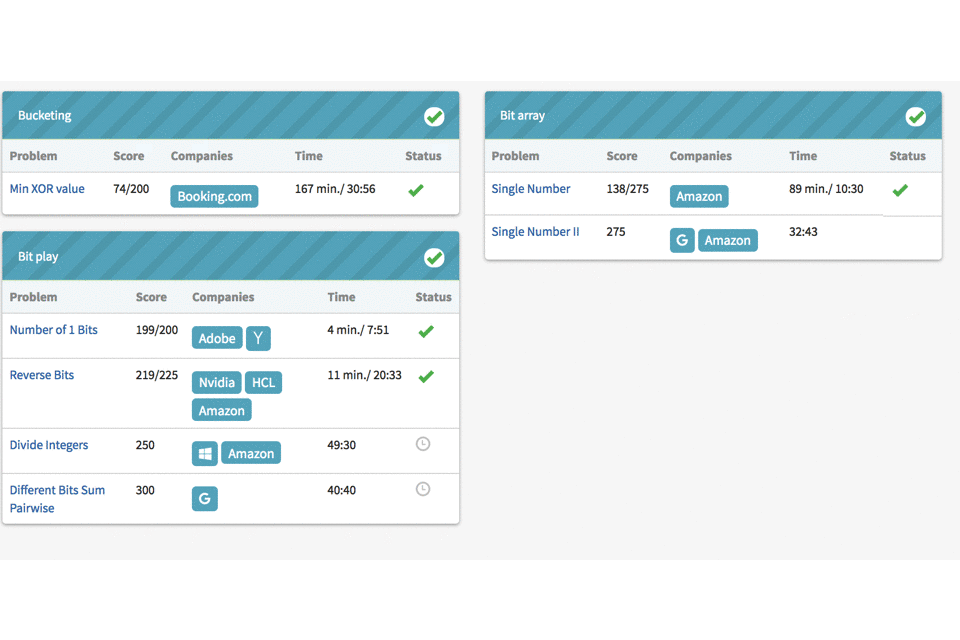 Bucketing
Problem Score Companies Time Status
Min XOR value 74/200 Booking.com 167 min./ 30:56
Bit play
Problem Score Companies Time Status
Number of 1 Bits 199/200 Adobe Y 4 min./ 7:51
Reverse Bits 219/225 Nvidia HCL 11 min./ 20:33
Amazon
Divide Integers 250 Amazon 49:30
Different Bits Sum 300 G 40:40
Pairwise
Bit array
Problem Score Companies Time Status
Single Number 138/275 Amazon 89 min./ 10:30
Single Number II 275 G Amazon 32:43